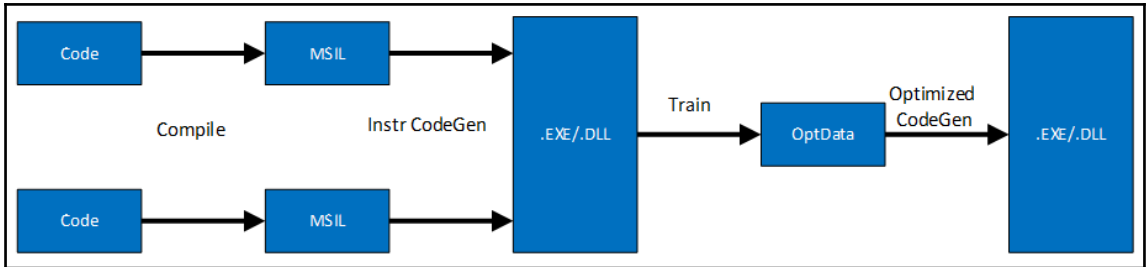 Code
MSIL
Compile
Instr CodeGen
Code
MSIL
.EXE/.DLL
Train
OptData
Optimized
CodeGen
.EXE/.DLL